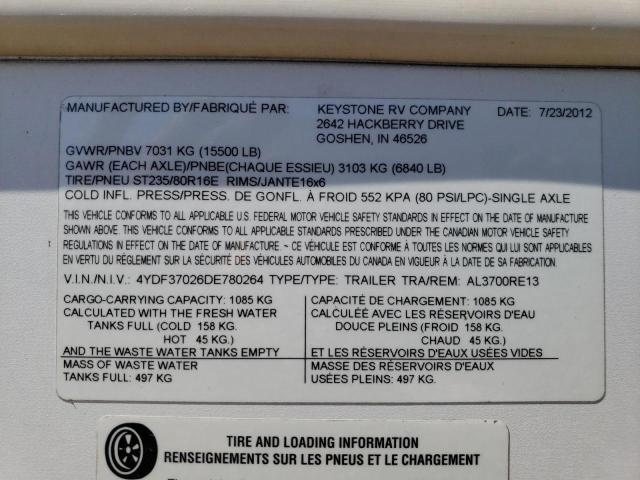 MANUFACTURED BY/FABRIQUÉ PAR: KEYSTONE RV COMPANY DATE: 7/23/2012
2642 HACKBERRY DRIVE
GOSHEN, IN 46526
GVWR/PNBV 7031 KG (15500 LB)
GAWR (EACH AXLE)/PNBE(CHAQUE ESSIEU) 3103 KG (6840 LB)
TIRE/PNEU ST235/80R16E RIMS/JANTE16x6
COLD INFL. PRESS/PRESS. DE GONFL. À FROID 552 KPA (80 PSI/LPC)-SINGLE AXLE
THIS VEHICLE CONFORMS TO ALL APPLICABLE U.S. FEDERAL MOTOR VEHICLE SAFETY STANDARDS IN EFFECT ON THE DATE OF MANUFACTURE
SHOWN ABOVE. THIS VEHICLE CONFORMS TO ALL APPLICABLE STANDARDS PRESCRIBED UNDER THE CANADIAN MOTOR VEHICLE SAFETY
REGULATIONS IN EFFECT ON THE DATE OF MANUFACTURE ~ CE VÉHICULE EST CONFORME À TOUTES LES NORMES QUI LUI SONT APPLICABLES
EN VERTU DU RÈGLEMENT SUR LA SÉCURITÉ DES VÉHICULES AUTOMOBILES DU CANADA EN VIGUEUR À LA DATE DE SA FABRICATION.
V.I.N./N.I.V.: 4YDF37026DE780264 TYPE/TYPE: TRAILER TRA/REM: AL3700RE13
CARGO-CARRYING CAPACITY: 1085 KG
CALCULATED WITH THE FRESH WATER
TANKS FULL (COLD 158 KG
HOT 45 KG.)
AND THE WASTE WATER TANKS EMPTY
MASS OF WASTE WATER
TANKS FULL: 497 KG
CAPACITÉ DE CHARGEMENT: 1085 KG
CALCULÉE AVEC LES RÉSERVOIRS D'EAU
DOUCE PLEINS (FROID 158 KG.
CHAUD 45 KG.)
ET LES RÉSERVOIRS D'EAUX USÉES VIDES
MASSE DES RÉSERVOIRS D'EAUX
USÉES PLEINS: 497 KG.
TIRE AND LOADING INFORMATION
RENSEIGNEMENTS SUR LES PNEUS ET LE CHARGEMENT